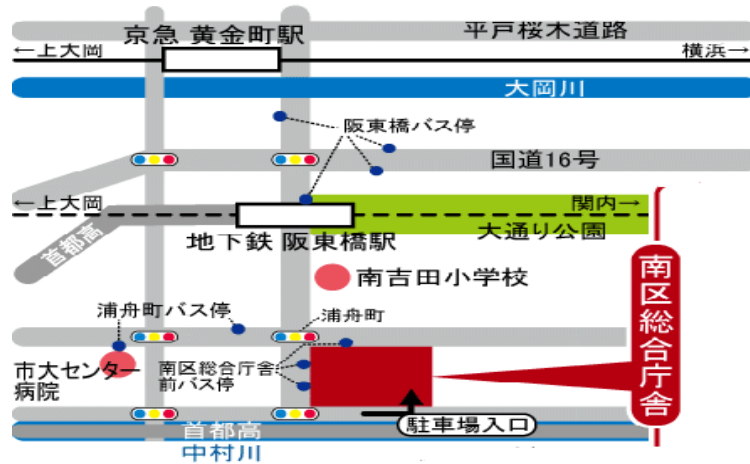 京急 黄金町駅
平戸桜木道路
←上大岡
横浜→
大岡川
阪東橋バス停
国道16号
←上大岡
関内→
首都高
地下鉄 阪東橋駅
大通り公園
南吉田小学校
浦舟町バス停
浦舟町
南区総合庁舎
市大センター
病院
南区総合庁舎
前バス停
駐車場入口
首都高
中村川